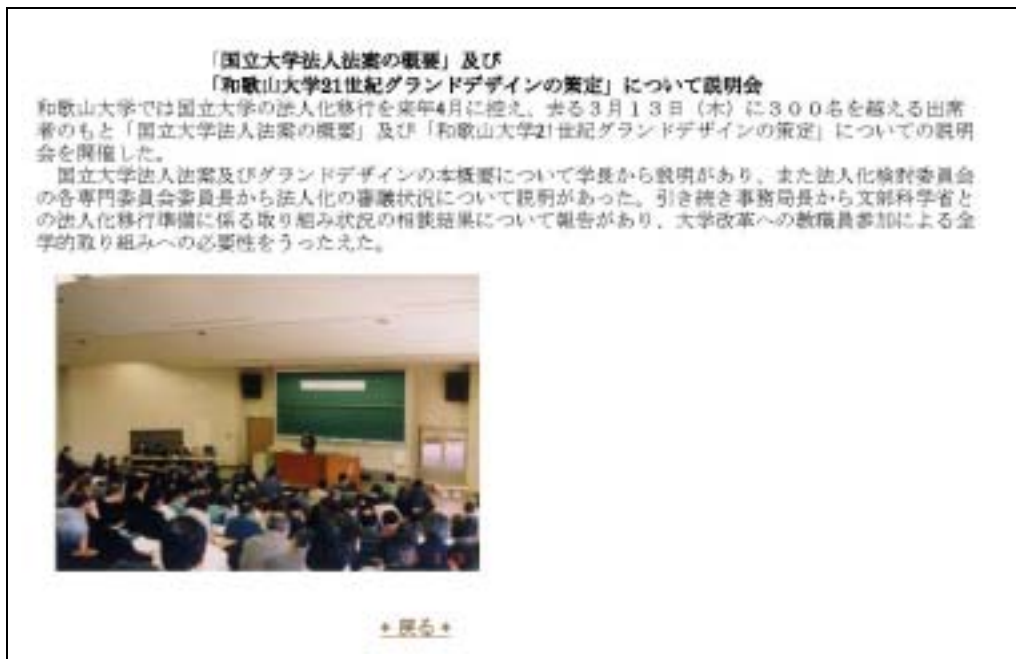 「国立大学法人法案の概要」及び
「和歌山大学21世紀グランドデザインの策定」について説明会
和歌山大学では国立大学の法人化移行を来年4月に控え、去る3月13日（木）に300名を越える出席
者のもと「国立大学法人法案の概要」及び「和歌山大学21世紀グランドデザインの策定」についての説明
会を開催した。
　国立大学法人法案及びグランドデザインの本概要について学長から説明があり、また法人化検討委員会
の各専門委員会委員長から法人化の審議状況について説明があった。引き続き事務局長から文部科学省と
の法人化移行準備に係る取り組み状況の相談結果について報告があり、大学改革への教職員参加による全
学的取り組みへの必要性をうったえた。
+ 戻る +